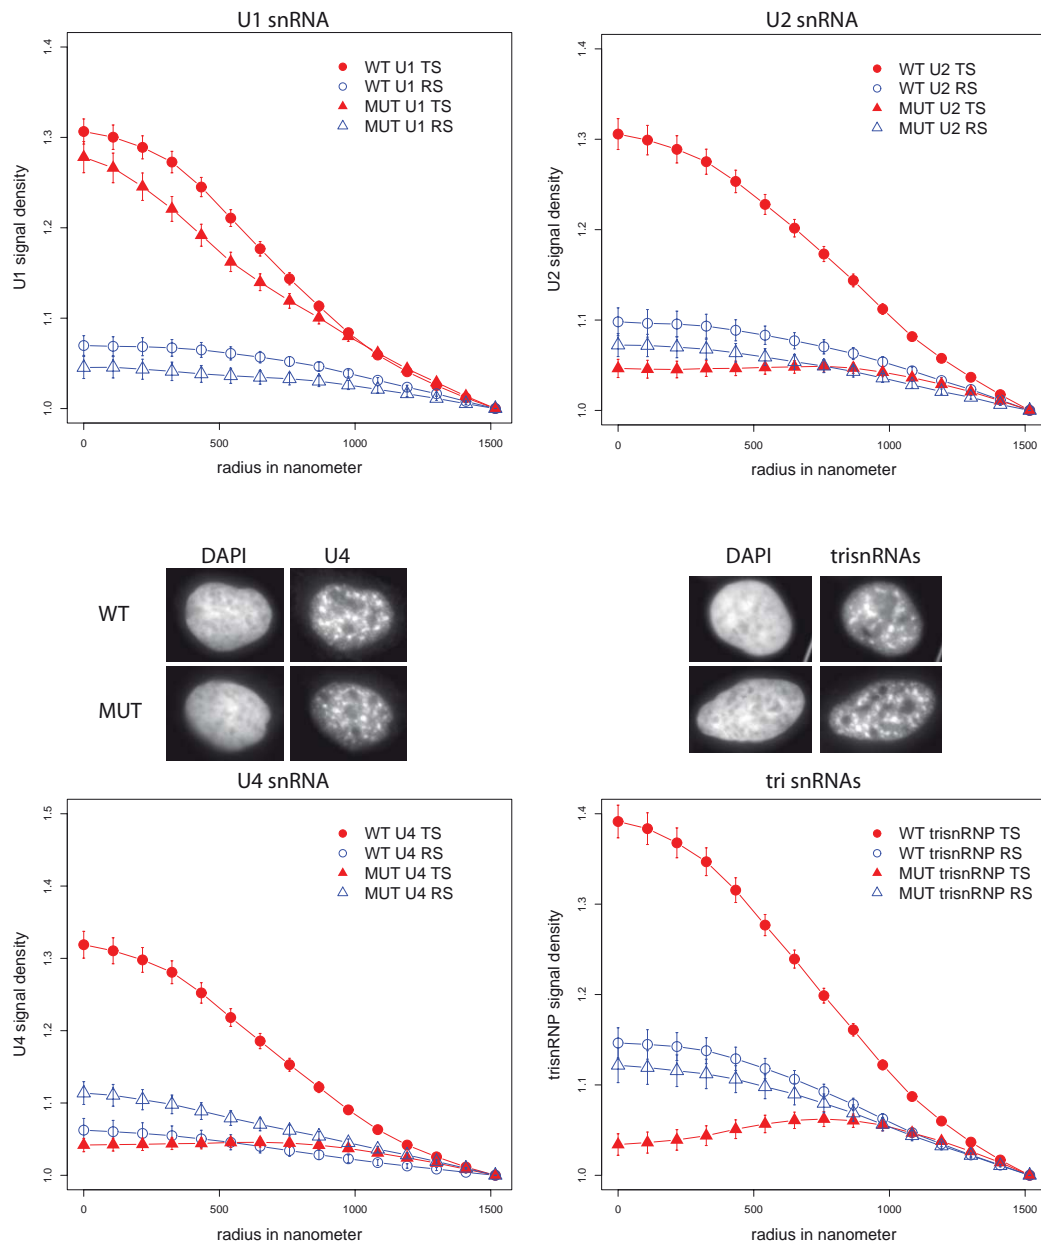 U1 snRNA
U1 signal density
1.0
1.1
1.2
1.3
1.4
WT U1 TS
WT U1 RS
MUT U1 TS
MUT U1 RS
0
500
1000
1500
radius in nanometer
U2 snRNA
U2 signal density
1.0
1.1
1.2
1.3
1.4
WT U2 TS
WT U2 RS
MUT U2 TS
MUT U2 RS
0
500
1000
1500
radius in nanometer
DAPI
U4
WT
MUT
DAPI
trisnRNAs
U4 snRNA
U4 signal density
1.0
1.1
1.2
1.3
1.4
1.5
WT U4 TS
WT U4 RS
MUT U4 TS
MUT U4 RS
0
500
1000
1500
radius in nanometer
tri snRNAs
trisnRNP signal density
1.0
1.1
1.2
1.3
1.4
WT trisnRNP TS
WT trisnRNP RS
MUT trisnRNP TS
MUT trisnRNP RS
0
500
1000
1500
radius in nanometer